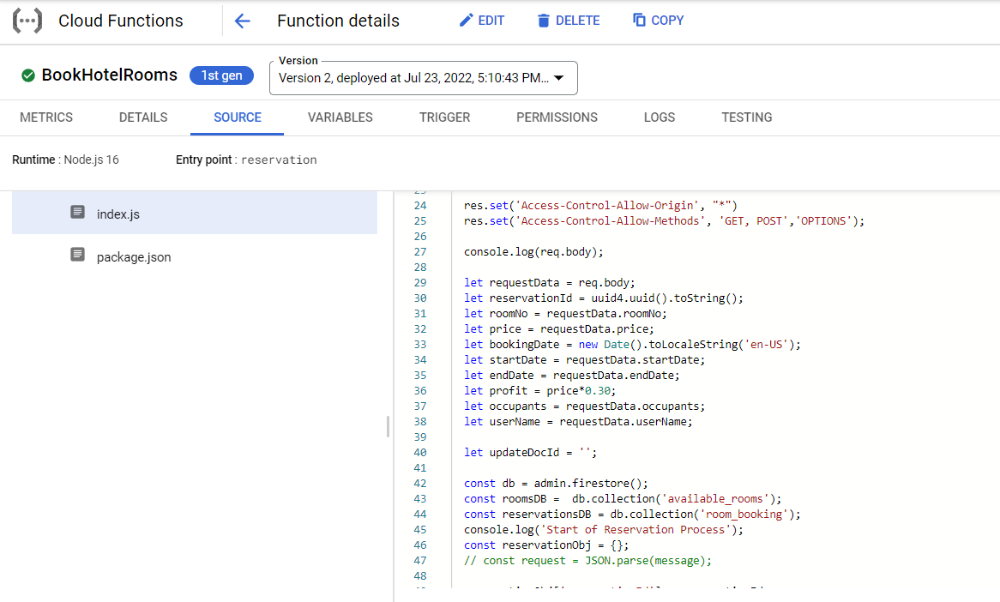 Cloud Functions
Function details
EDIT
DELETE
COPY
BookHotelRooms
1st gen
Version
Version 2, deployed at Jul 23, 2022, 5:10:43 PM...
METRICS
DETAILS
SOURCE
VARIABLES
TRIGGER
PERMISSIONS
LOGS
TESTING
Runtime : Node.js 16
Entry point : reservation
index.js
package.json
24 res.set('Access-Control-Allow-Origin', "*")
25 res.set('Access-Control-Allow-Methods', 'GET, POST','OPTIONS');
26
27 console.log(req.body);
28
29 let requestData = req.body;
30 let reservationId = uuid4.uuid().toString();
31 let roomNo = requestData.roomNo;
32 let price = requestData.price;
33 let bookingDate = new Date().toLocaleString('en-US');
34 let startDate = requestData.startDate;
35 let endDate = requestData.endDate;
36 let profit = price*0.30;
37 let occupants = requestData.occupants;
38 let userName = requestData.userName;
39
40 let updateDocId = '';
41
42 const db = admin.firestore();
43 const roomsDB =  db.collection('available_rooms');
44 const reservationsDB = db.collection('room_booking');
45 console.log('Start of Reservation Process');
46 const reservationObj = {};
47 // const request = JSON.parse(message);
48